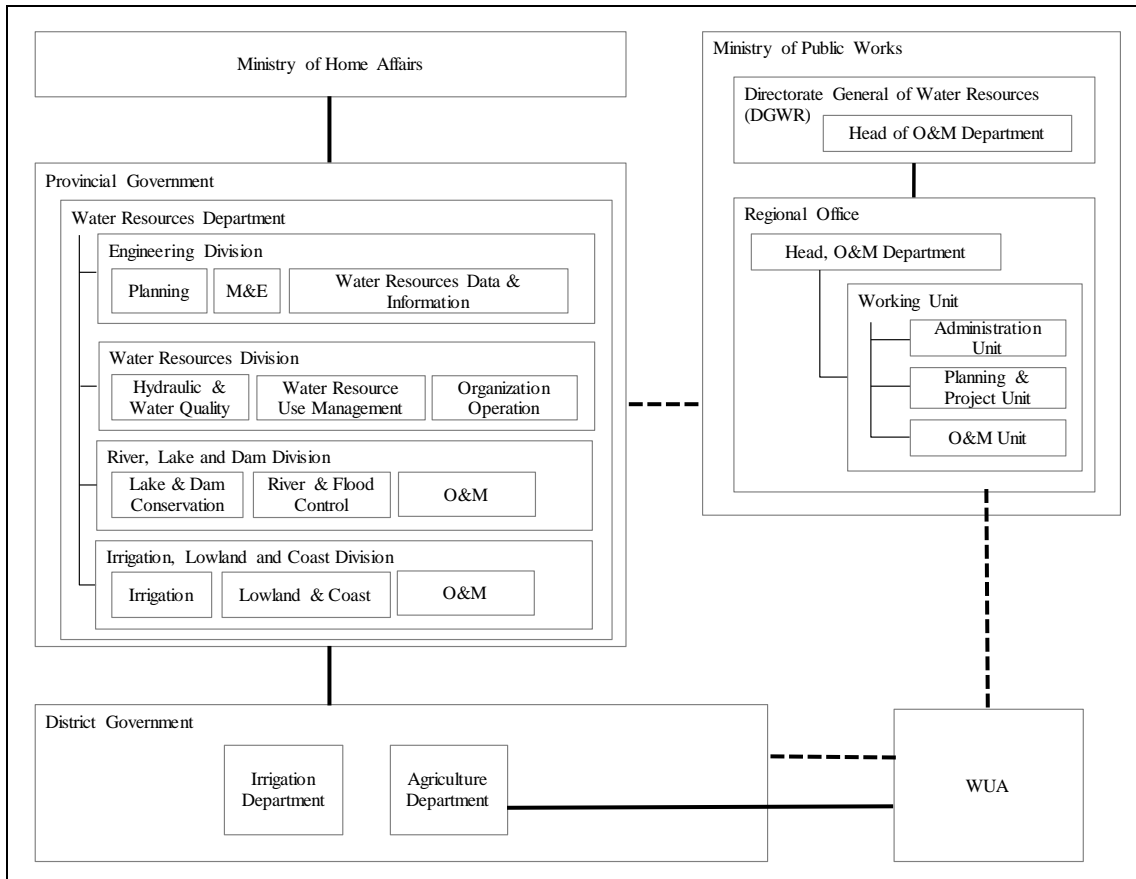 Ministry of Home Affairs
Provincial Government
Water Resources Department
Engineering Division
Planning
M&E
Water Resources Data &
Information
Water Resources Division
Hydraulic &
Water Quality
Water Resource
Use Management
Organization
Operation
River, Lake and Dam Division
Lake & Dam
Conservation
River & Flood
Control
O&M
Irrigation, Lowland and Coast Division
Irrigation
Lowland & Coast
O&M
Ministry of Public Works
Directorate General of Water Resources
(DGWR)
Head of O&M Department
Regional Office
Head, O&M Department
Working Unit
Administration
Unit
Planning &
Project Unit
O&M Unit
District Government
Irrigation
Department
Agriculture
Department
WUA